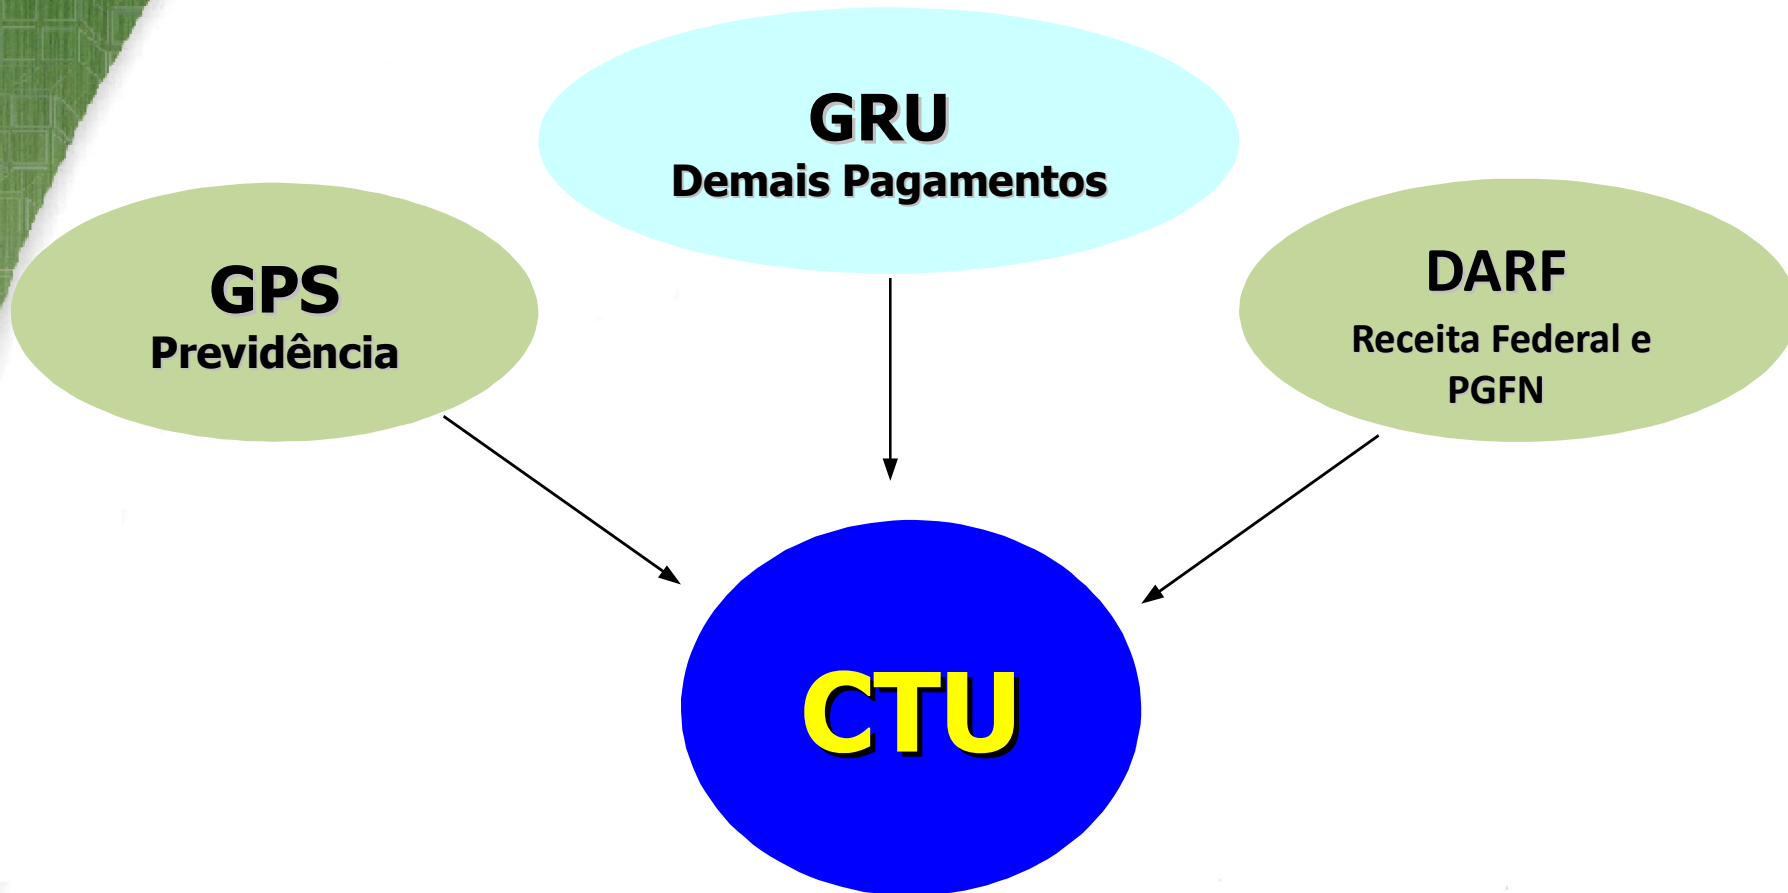 GRU
Demais Pagamentos
GPS
Previdência
DARF
Receita Federal e
PGFN
CTU